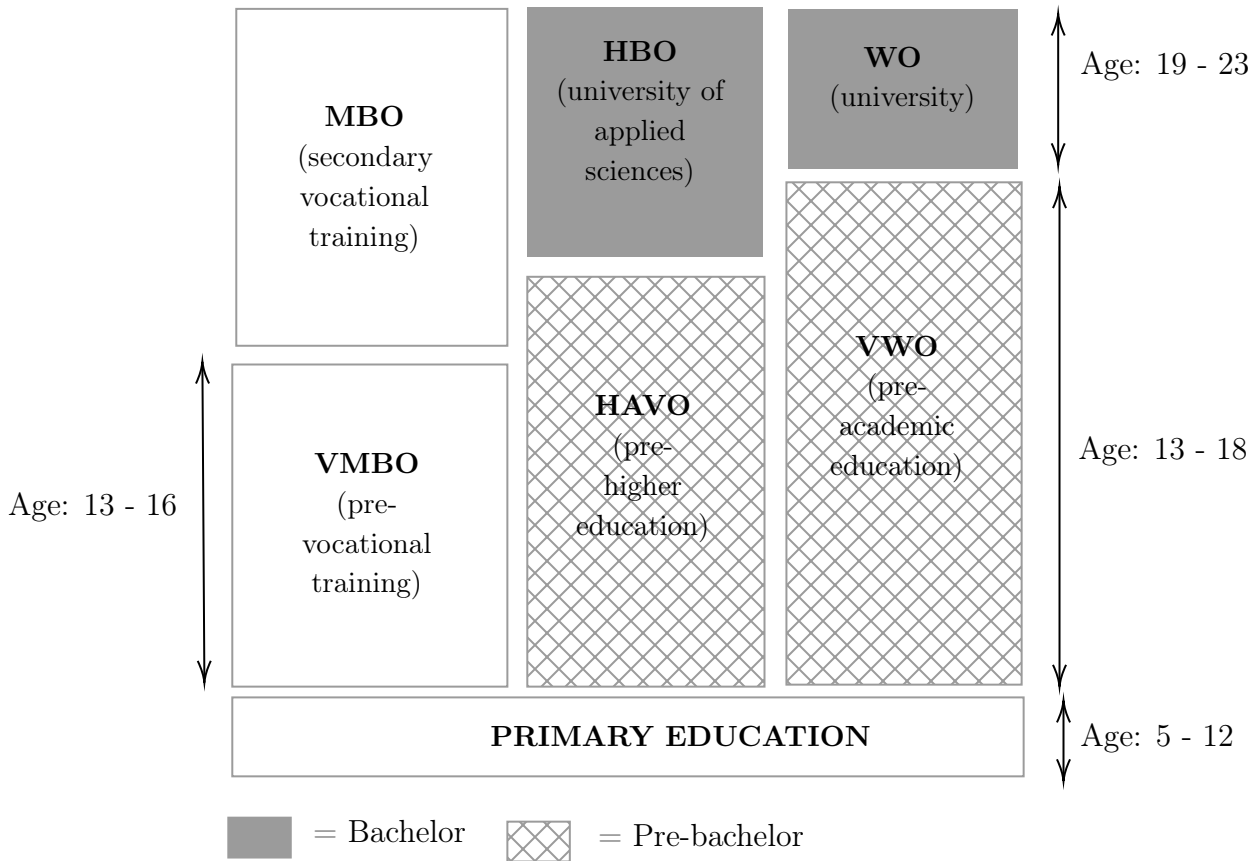 MBO
(secondary
vocational
training)
HBO
(university of
applied
sciences)
WO
(university)
Age: 19 - 23
VMBO
(pre-
vocational
training)
Age: 13 - 16
HAVO
(pre-
higher
education)
VWO
(pre-
academic
education)
Age: 13 - 18
PRIMARY EDUCATION
Age: 5 - 12
= Bachelor
= Pre-bachelor